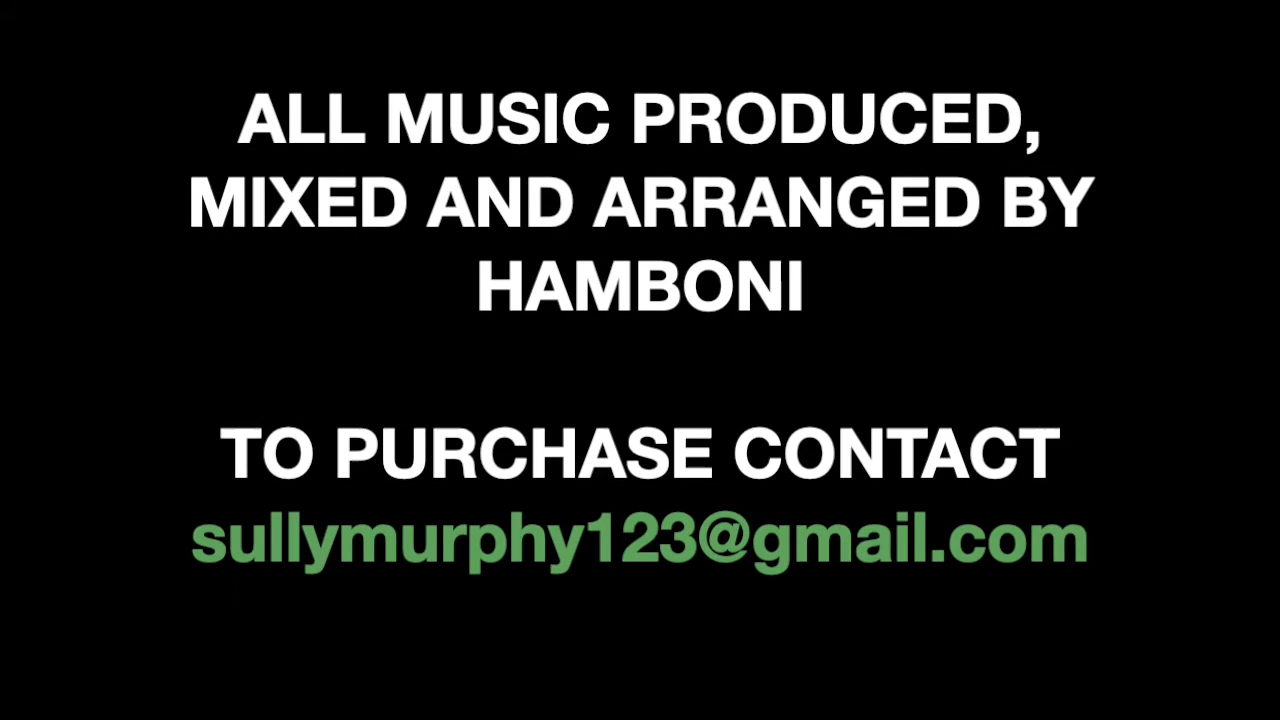 ALL MUSIC PRODUCED,
MIXED AND ARRANGED BY
HAMBONI
TO PURCHASE CONTACT
sullymurphy123@gmail.com